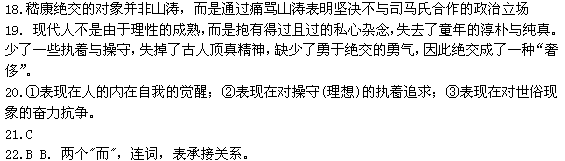 18.嵇康绝交的对象并非山涛，而是通过痛骂山涛表明坚决不与司马氏合作的政治立场
19. 现代人不是由于理性的成熟，而是抱有得过且过的私心杂念，失去了童年的淳朴与纯真。
少了一些执着与操守，失掉了古人顶真精神，缺少了勇于绝交的勇气，因此绝交成了一种“奢
侈”。
20.①表现在人的内在自我的觉醒；②表现在对操守(理想)的执着追求；③表现在对世俗现
象的奋力抗争。
21.C
22.B B. 两个"而"，连词，表承接关系。